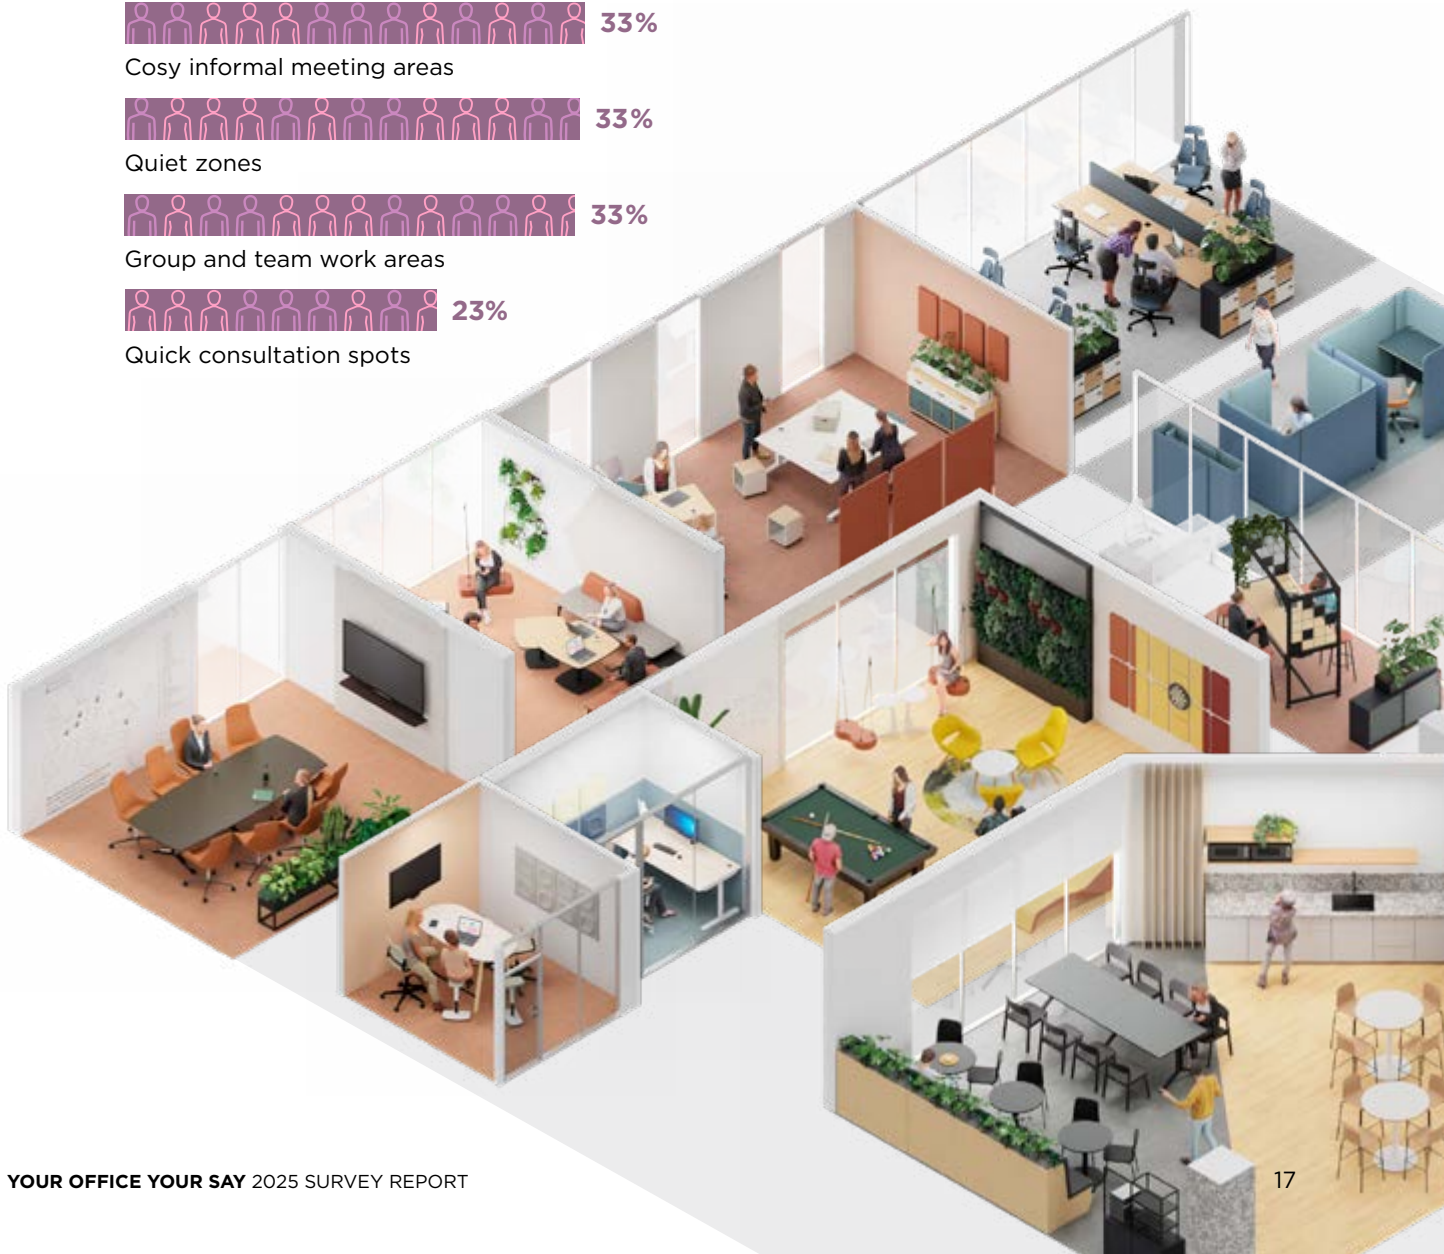 33%
Cosy informal meeting areas
33%
Quiet zones
33%
Group and team work areas
23%
Quick consultation spots
YOUR OFFICE YOUR SAY 2025 SURVEY REPORT
17